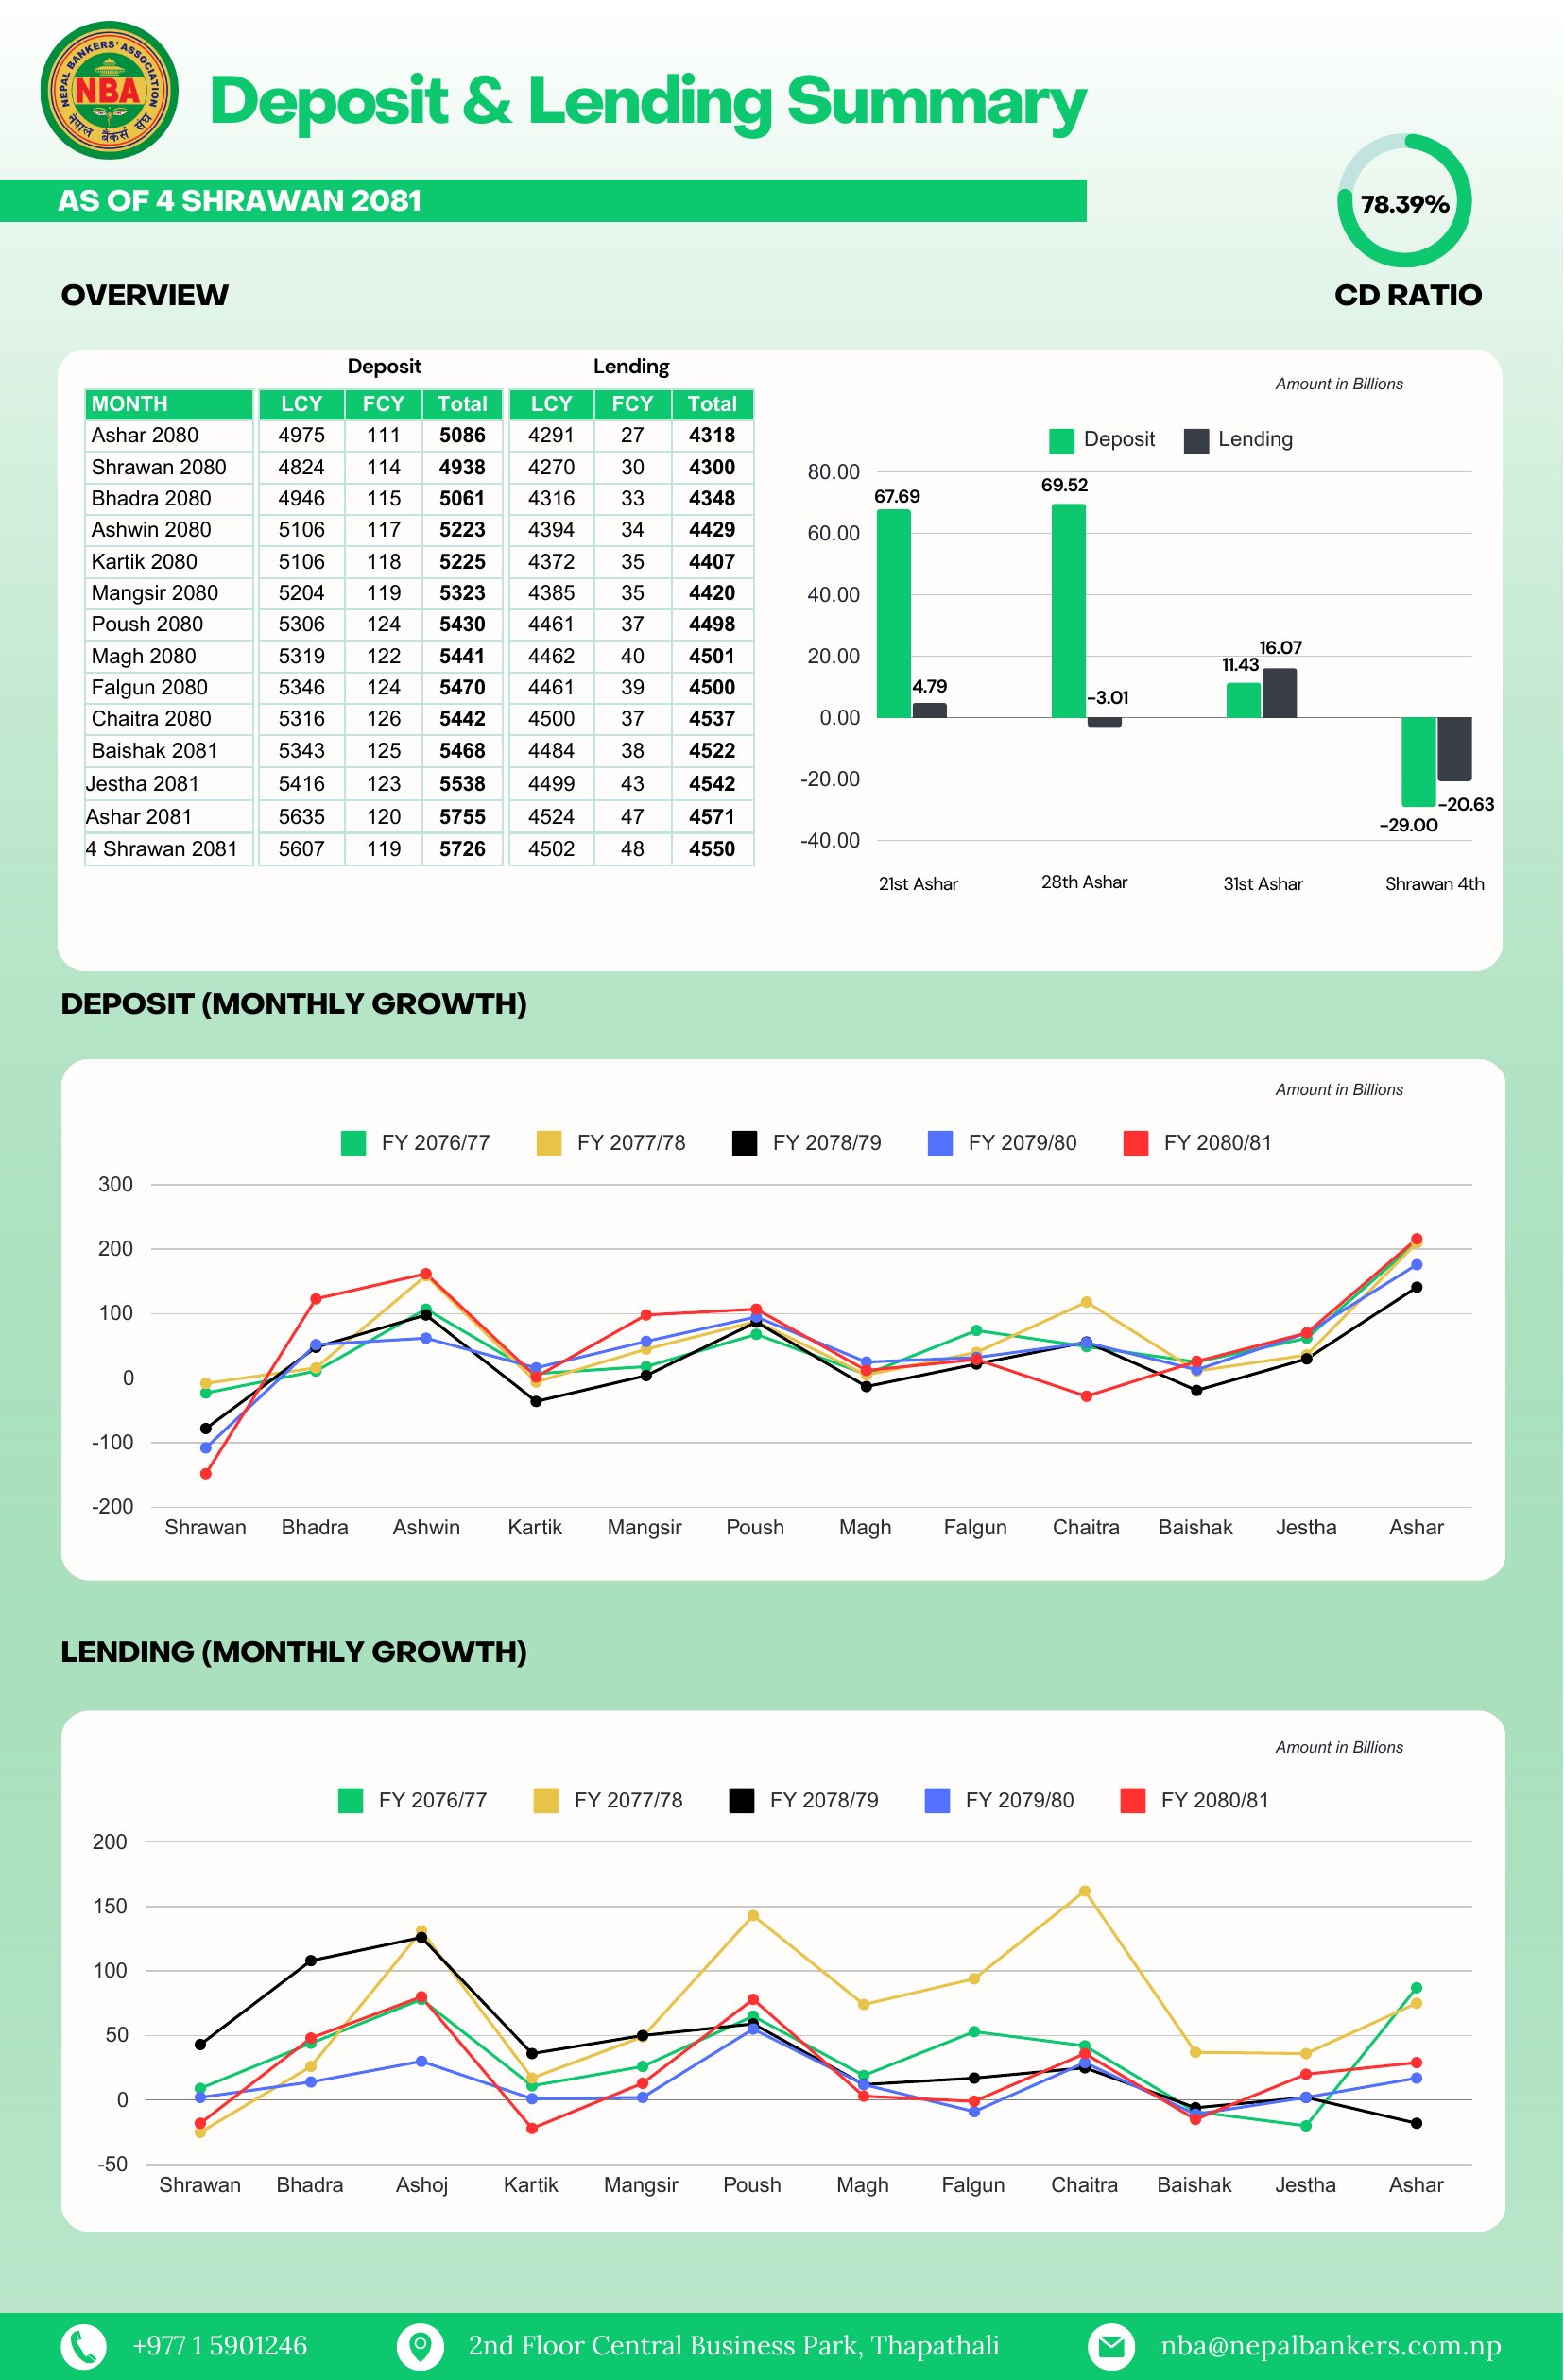 NEPAL BANKERS' ASSOCIATION
NBA
नेपाल बैंकर्स संघ
Deposit & Lending Summary
AS OF 4 SHRAWAN 2081
78.39%
CD RATIO
OVERVIEW
Deposit Lending
MONTH LCY FCY Total LCY FCY Total
Ashar 2080 4975 111 5086 4291 27 4318
Shrawan 2080 4824 114 4938 4270 30 4300
Bhadra 2080 4946 115 5061 4316 33 4348
Ashwin 2080 5106 117 5223 4394 34 4429
Kartik 2080 5106 118 5225 4372 35 4407
Mangsir 2080 5204 119 5323 4385 35 4420
Poush 2080 5306 124 5430 4461 37 4498
Magh 2080 5319 122 5441 4462 40 4501
Falgun 2080 5346 124 5470 4461 39 4500
Chaitra 2080 5316 126 5442 4500 37 4537
Baishak 2081 5343 125 5468 4484 38 4522
Jestha 2081 5416 123 5538 4499 43 4542
Ashar 2081 5635 120 5755 4524 47 4571
4 Shrawan 2081 5607 119 5726 4502 48 4550
Amount in Billions
Deposit Lending
80.00
60.00
40.00
20.00
0.00
-20.00
-40.00
67.69
4.79
69.52
-3.01
11.43
16.07
-29.00
-20.63
21st Ashar 28th Ashar 31st Ashar Shrawan 4th
DEPOSIT (MONTHLY GROWTH)
Amount in Billions
FY 2076/77 FY 2077/78 FY 2078/79 FY 2079/80 FY 2080/81
300
200
100
0
-100
-200
Shrawan Bhadra Ashwin Kartik Mangsir Poush Magh Falgun Chaitra Baishak Jestha Ashar
LENDING (MONTHLY GROWTH)
Amount in Billions
FY 2076/77 FY 2077/78 FY 2078/79 FY 2079/80 FY 2080/81
200
150
100
50
0
-50
Shrawan Bhadra Ashoj Kartik Mangsir Poush Magh Falgun Chaitra Baishak Jestha Ashar
+977 1 5901246 2nd Floor Central Business Park, Thapathali nba@nepalbankers.com.np